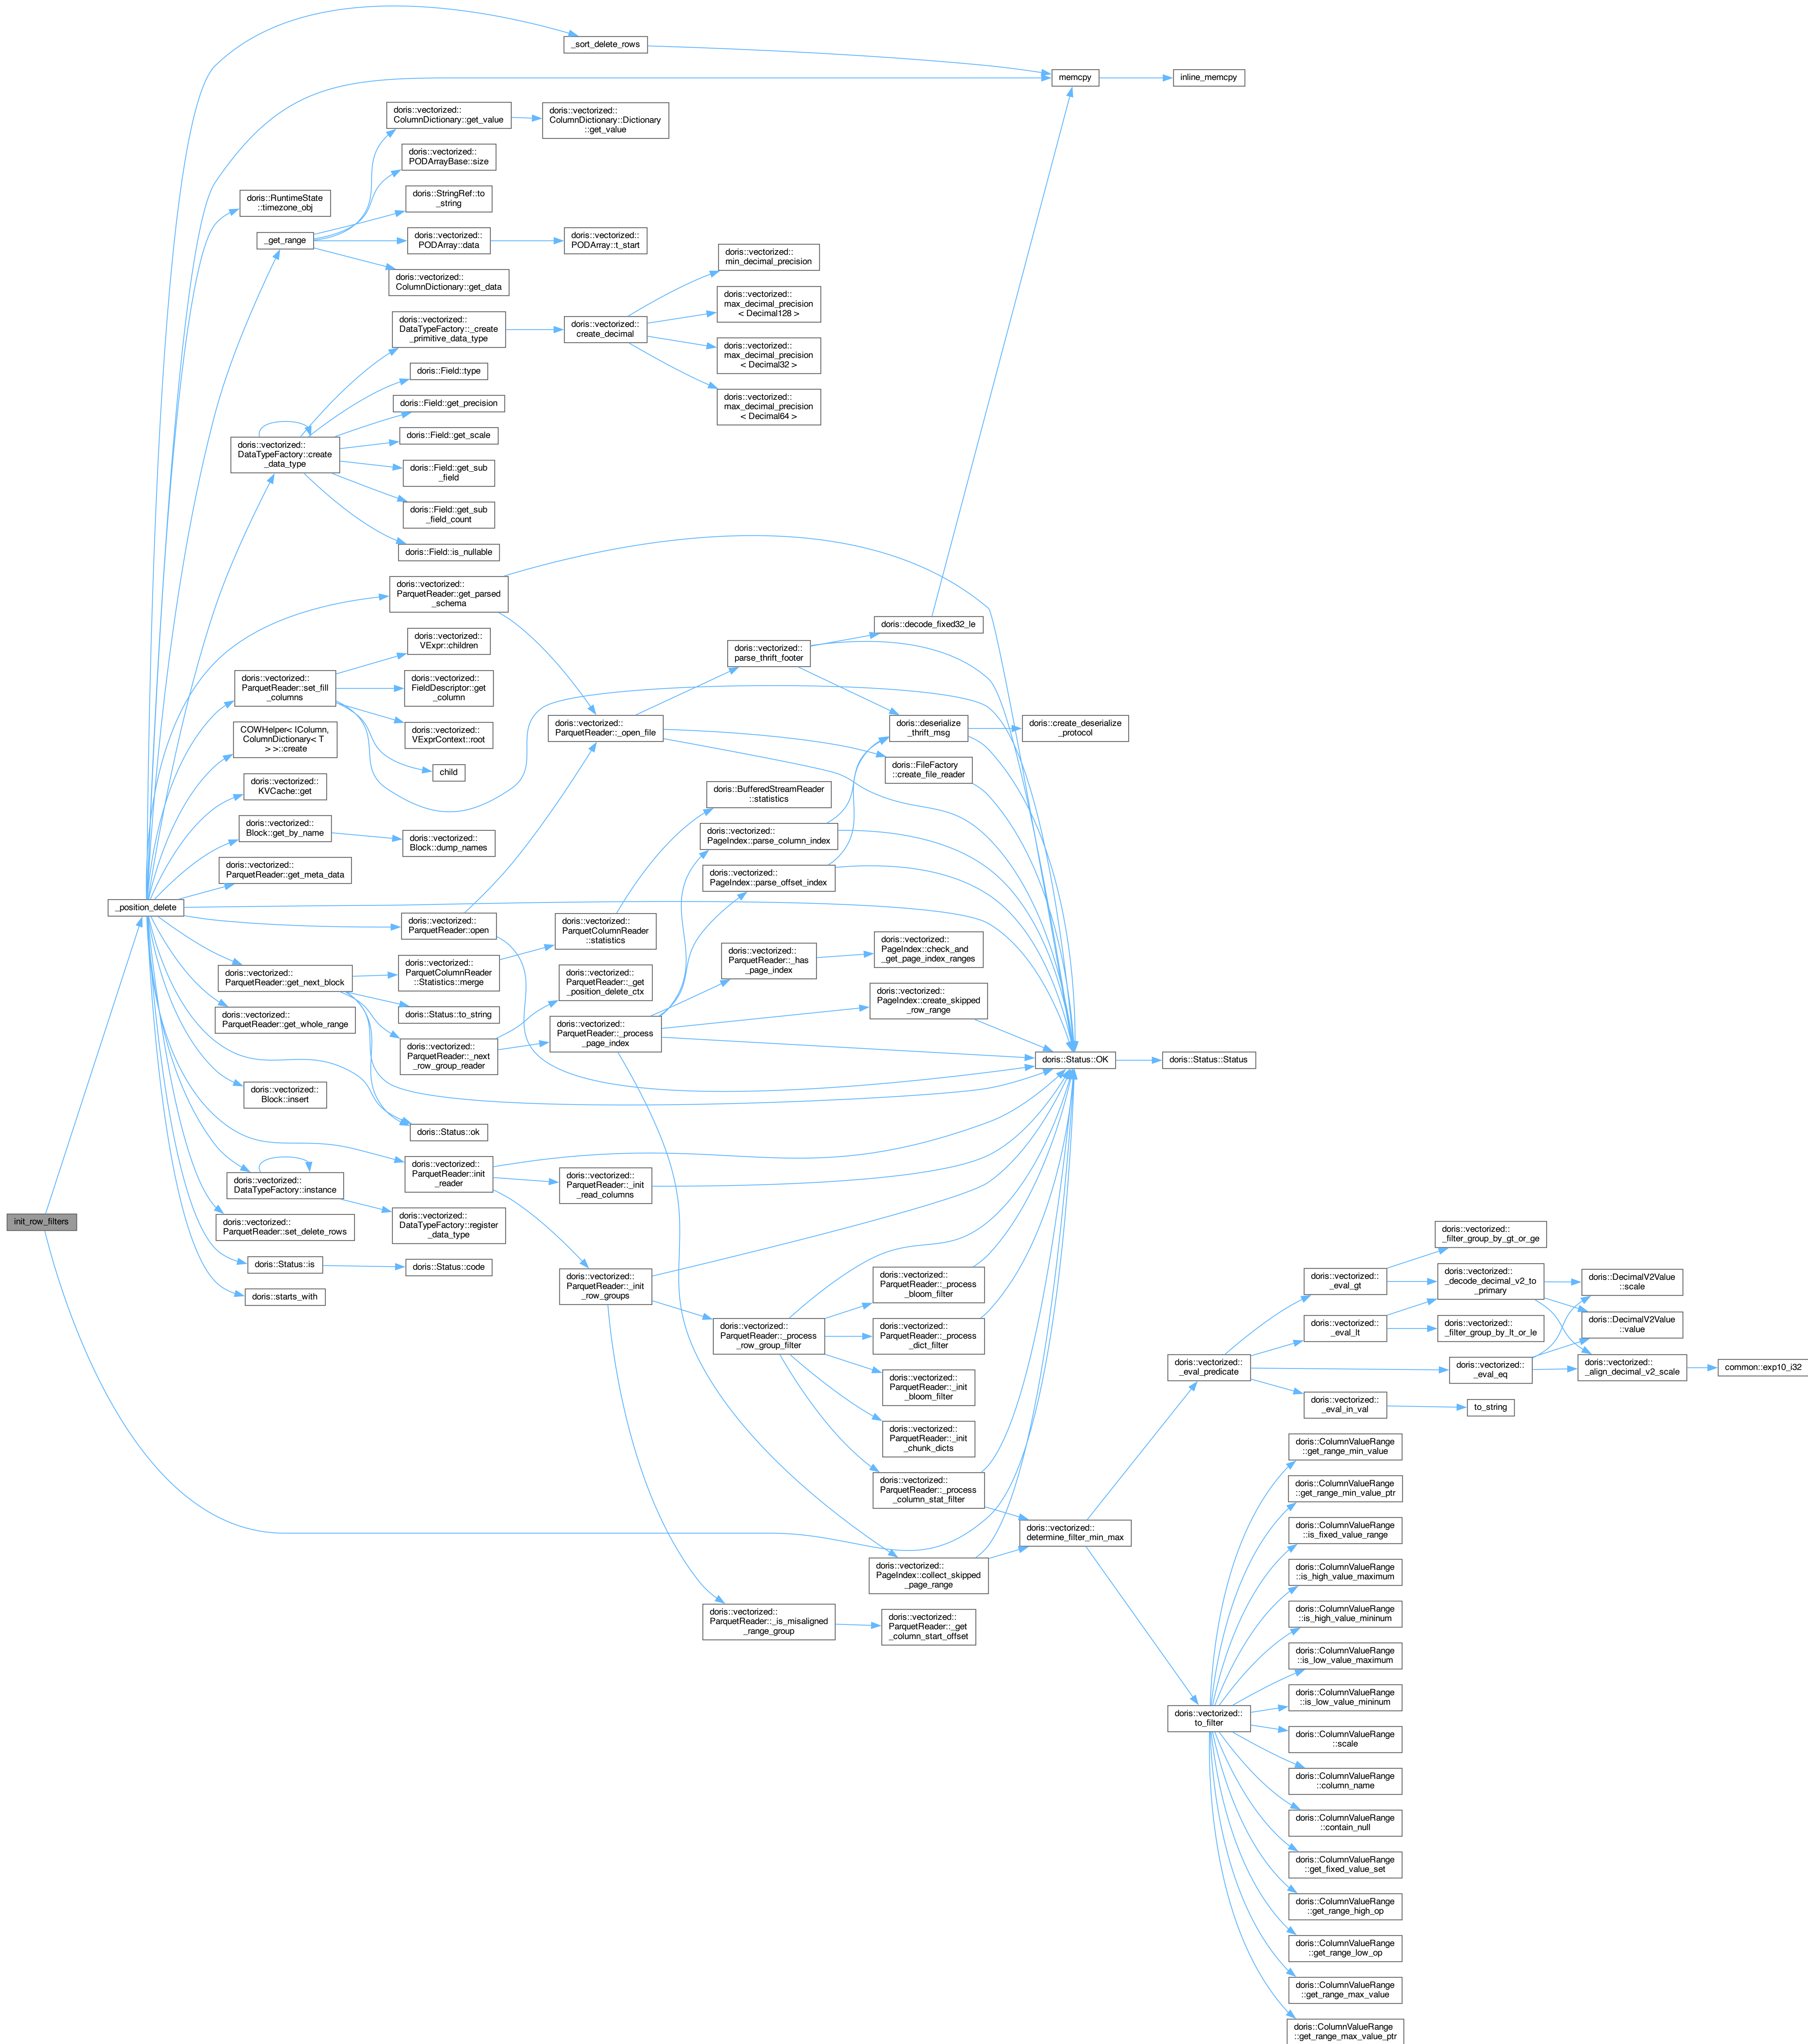 _sort_delete_rows
memcpy
inline_memcpy
doris::vectorized::
ColumnDictionary::get_value
doris::vectorized::
ColumnDictionary::Dictionary
::get_value
doris::vectorized::
PODArrayBase::size
doris::RuntimeState
::timezone_obj
doris::StringRef::to
_string
_get_range
doris::vectorized::
PODArray::data
doris::vectorized::
PODArray::t_start
doris::vectorized::
ColumnDictionary::get_data
doris::vectorized::
min_decimal_precision
doris::vectorized::
max_decimal_precision
< Decimal128 >
doris::vectorized::
DataTypeFactory::_create
_primitive_data_type
doris::vectorized::
create_decimal
doris::vectorized::
max_decimal_precision
< Decimal32 >
doris::Field::type
doris::vectorized::
max_decimal_precision
< Decimal64 >
doris::Field::get_precision
doris::Field::get_scale
doris::vectorized::
DataTypeFactory::create
_data_type
doris::Field::get_sub
_field
doris::Field::get_sub
_field_count
doris::Field::is_nullable
doris::vectorized::
ParquetReader::get_parsed
_schema
doris::decode_fixed32_le
doris::vectorized::
VExpr::children
doris::vectorized::
parse_thrift_footer
doris::vectorized::
ParquetReader::set_fill
_columns
doris::vectorized::
FieldDescriptor::get
_column
COWHelper< IColumn,
ColumnDictionary< T
> >::create
doris::vectorized::
VExprContext::root
doris::vectorized::
ParquetReader::_open_file
doris::deserialize
_thrift_msg
doris::create_deserialize
_protocol
child
doris::FileFactory
::create_file_reader
doris::vectorized::
KVCache::get
doris::BufferedStreamReader
::statistics
doris::vectorized::
Block::get_by_name
doris::vectorized::
Block::dump_names
doris::vectorized::
PageIndex::parse_column_index
doris::vectorized::
ParquetReader::get_meta_data
doris::vectorized::
PageIndex::parse_offset_index
_position_delete
doris::vectorized::
ParquetReader::open
doris::vectorized::
ParquetColumnReader
::statistics
doris::vectorized::
ParquetReader::_has
_page_index
doris::vectorized::
PageIndex::check_and
_get_page_index_ranges
doris::vectorized::
ParquetReader::get_next_block
doris::vectorized::
ParquetColumnReader
::Statistics::merge
doris::vectorized::
ParquetReader::_get
_position_delete_ctx
doris::vectorized::
PageIndex::create_skipped
_row_range
doris::vectorized::
ParquetReader::get_whole_range
doris::Status::to_string
doris::vectorized::
ParquetReader::_process
_page_index
doris::vectorized::
ParquetReader::_next
_row_group_reader
doris::Status::OK
doris::Status::Status
doris::vectorized::
Block::insert
doris::Status::ok
doris::vectorized::
ParquetReader::init
_reader
doris::vectorized::
DataTypeFactory::instance
doris::vectorized::
ParquetReader::_init
_read_columns
init_row_filters
doris::vectorized::
ParquetReader::set_delete_rows
doris::vectorized::
DataTypeFactory::register
_data_type
doris::Status::is
doris::Status::code
doris::starts_with
doris::vectorized::
ParquetReader::_init
_row_groups
doris::vectorized::
ParquetReader::_process
_bloom_filter
doris::vectorized::
ParquetReader::_process
_row_group_filter
doris::vectorized::
ParquetReader::_process
_dict_filter
doris::vectorized::
ParquetReader::_init
_bloom_filter
doris::vectorized::
ParquetReader::_init
_chunk_dicts
doris::vectorized::
ParquetReader::_process
_column_stat_filter
doris::vectorized::
determine_filter_min_max
doris::vectorized::
PageIndex::collect_skipped
_page_range
doris::vectorized::
ParquetReader::_is_misaligned
_range_group
doris::vectorized::
ParquetReader::_get
_column_start_offset
doris::vectorized::
_filter_group_by_gt_or_ge
doris::vectorized::
_eval_gt
doris::vectorized::
_decode_decimal_v2_to
_primary
doris::DecimalV2Value
::scale
doris::vectorized::
_eval_lt
doris::vectorized::
_filter_group_by_lt_or_le
doris::DecimalV2Value
::value
doris::vectorized::
_eval_predicate
doris::vectorized::
_eval_eq
doris::vectorized::
_align_decimal_v2_scale
common::exp10_i32
doris::vectorized::
_eval_in_val
to_string
doris::ColumnValueRange
::get_range_min_value
doris::ColumnValueRange
::get_range_min_value_ptr
doris::ColumnValueRange
::is_fixed_value_range
doris::ColumnValueRange
::is_high_value_maximum
doris::ColumnValueRange
::is_high_value_mininum
doris::ColumnValueRange
::is_low_value_maximum
doris::ColumnValueRange
::is_low_value_mininum
doris::vectorized::
to_filter
doris::ColumnValueRange
::scale
doris::ColumnValueRange
::column_name
doris::ColumnValueRange
::contain_null
doris::ColumnValueRange
::get_fixed_value_set
doris::ColumnValueRange
::get_range_high_op
doris::ColumnValueRange
::get_range_low_op
doris::ColumnValueRange
::get_range_max_value
doris::ColumnValueRange
::get_range_max_value_ptr